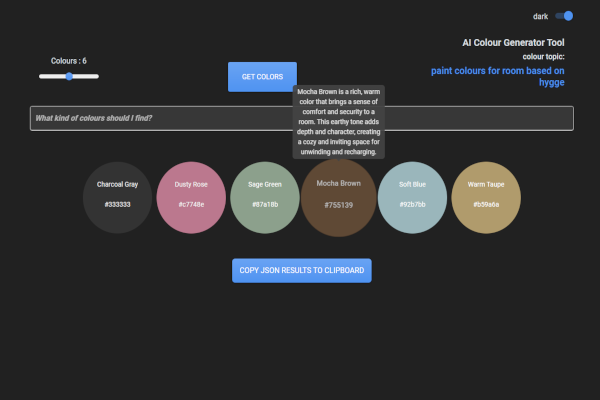 dark
AI Colour Generator Tool
colour topic:
paint colours for room based on
hygge
Colours : 6
GET COLORS
Mocha Brown is a rich, warm
color that brings a sense of
comfort and security to a
room. This earthy tone adds
depth and character, creating
a cozy and inviting space for
unwinding and recharging.
What kind of colours should I find?
Charcoal Gray
#333333
Dusty Rose
#c7748e
Sage Green
#87a18b
Mocha Brown
#755139
Soft Blue
#92b7bb
Warm Taupe
#b59a6a
COPY JSON RESULTS TO CLIPBOARD